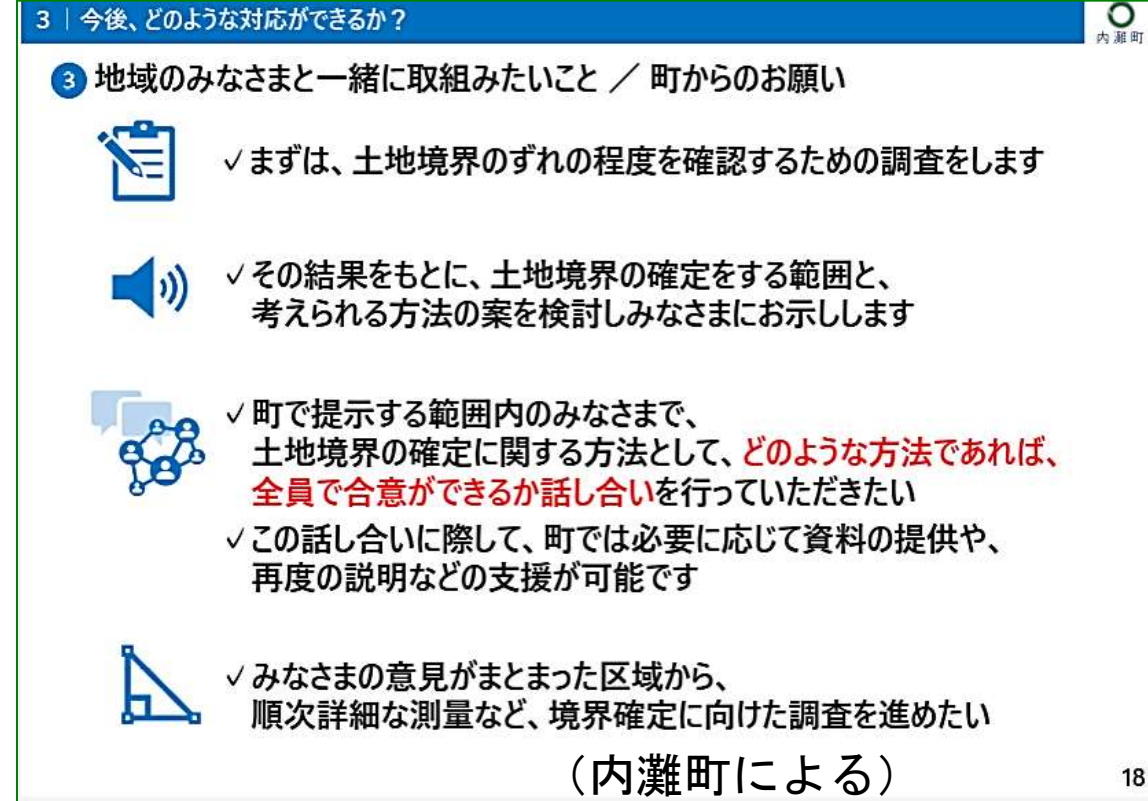 3｜今後、どのような対応ができるか？
内灘町
3 地域のみなさまと一緒に取組みたいこと ／ 町からのお願い
✓まずは、土地境界のずれの程度を確認するための調査をします
✓その結果をもとに、土地境界の確定をする範囲と、
考えられる方法の案を検討しみなさまにお示しします
✓町で提示する範囲内のみなさまで、
土地境界の確定に関する方法として、どのような方法であれば、
全員で合意ができるか話し合いを行っていただきたい
✓この話し合いに際して、町では必要に応じて資料の提供や、
再度の説明などの支援が可能です
✓みなさまの意見がまとまった区域から、
順次詳細な測量など、境界確定に向けた調査を進めたい
（内灘町による）
18